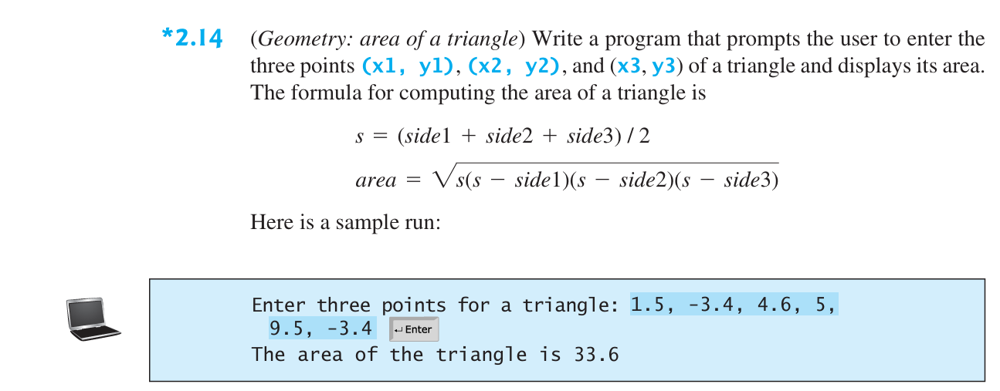 *2.14 (Geometry: area of a triangle) Write a program that prompts the user to enter the
three points (x1, y1), (x2, y2), and (x3, y3) of a triangle and displays its area.
The formula for computing the area of a triangle is
s = (side1 + side2 + side3) / 2
area = √s(s − side1)(s − side2)(s − side3)
Here is a sample run:
Enter three points for a triangle: 1.5, -3.4, 4.6, 5,
9.5, -3.4 ↵Enter
The area of the triangle is 33.6